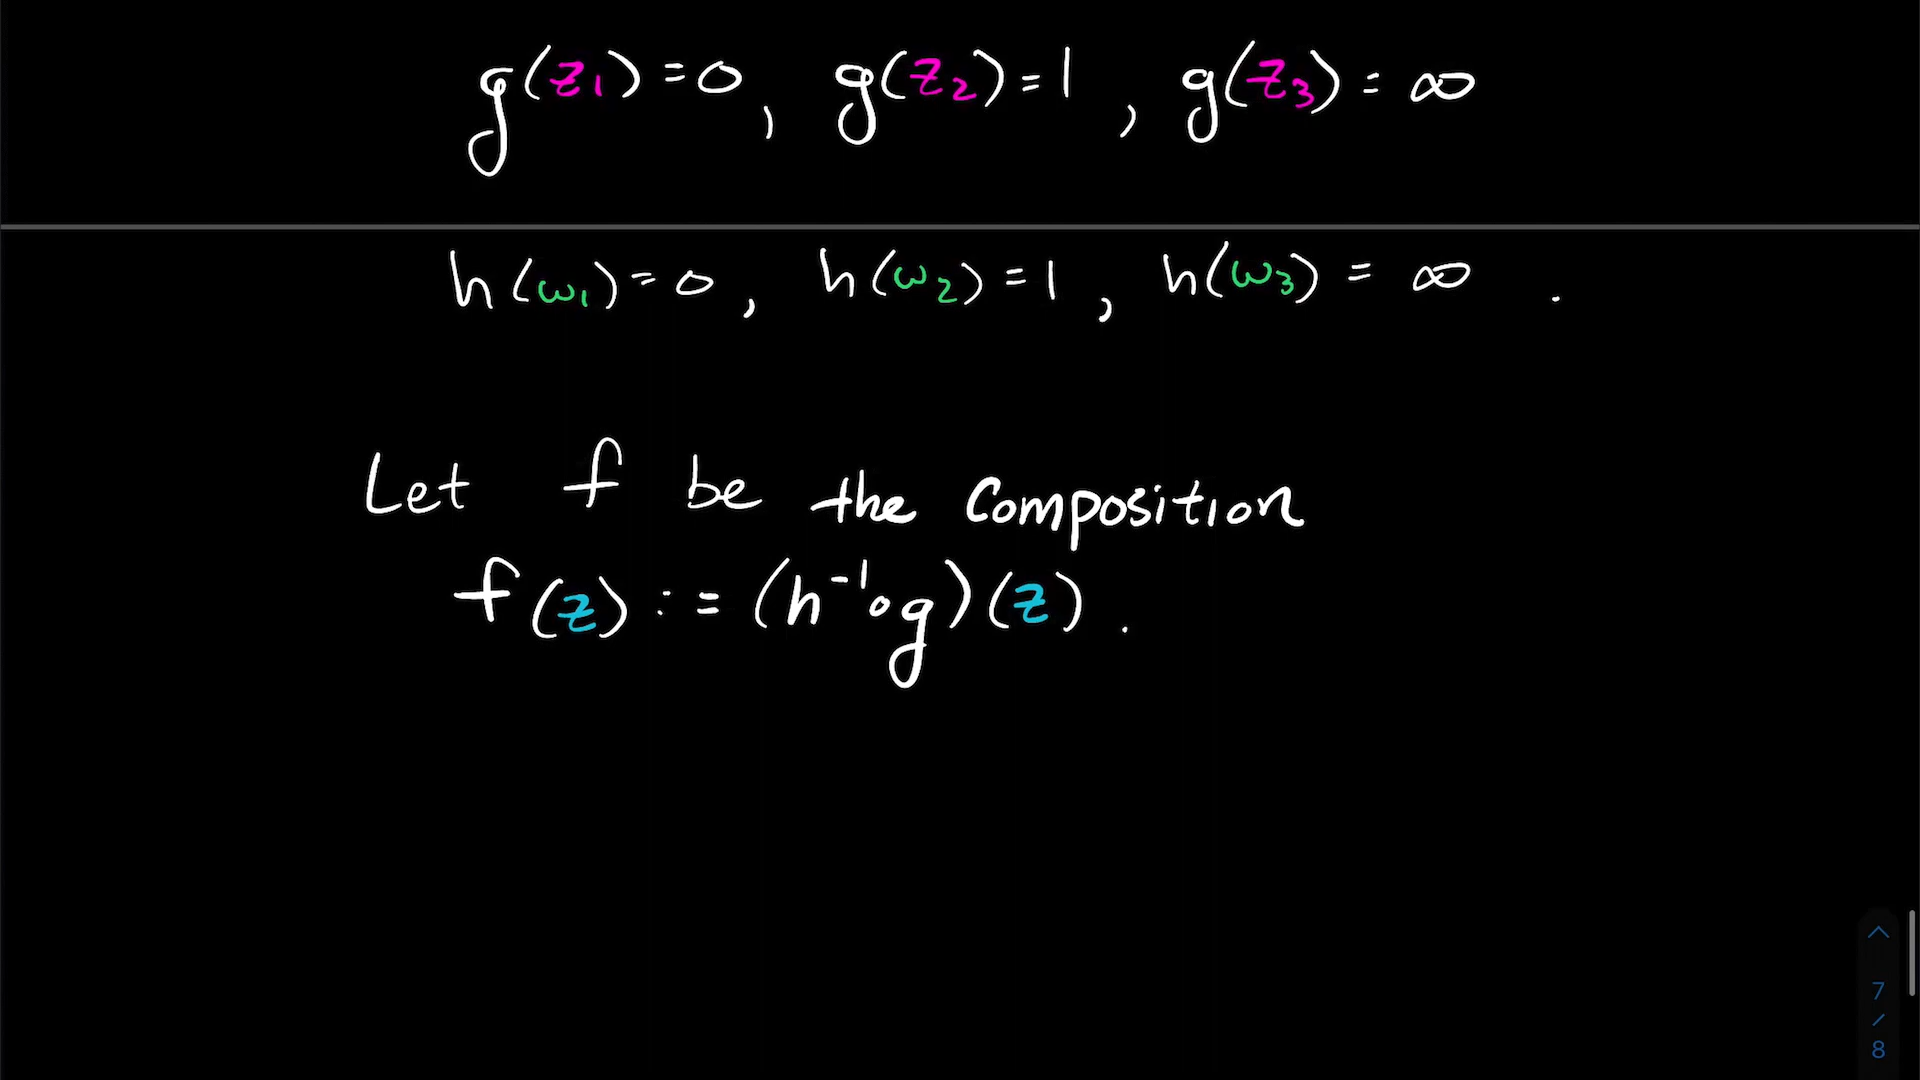 g(z₁) = 0, g(z₂) = 1, g(z₃) = ∞
h(ω₁) = 0, h(ω₂) = 1, h(ω₃) = ∞ .
Let f be the composition
f(z) := (h⁻¹∘g)(z) .
7
/
8